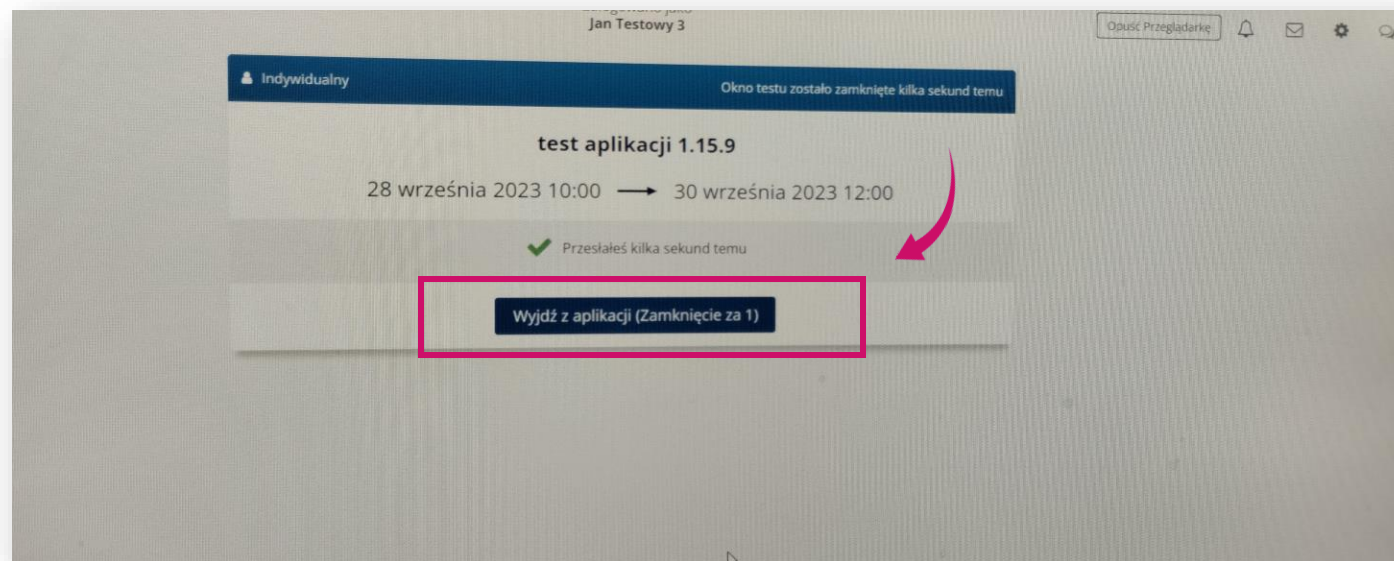 Jan Testowy 3
Opuść Przeglądarkę
Indywidualny
Okno testu zostało zamknięte kilka sekund temu
test aplikacji 1.15.9
28 września 2023 10:00 → 30 września 2023 12:00
Przesłałeś kilka sekund temu
Wyjdź z aplikacji (Zamknięcie za 1)